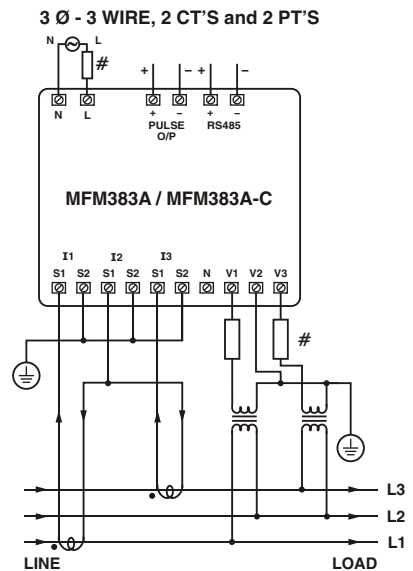 3 Ø - 3 WIRE, 2 CT'S and 2 PT'S
N L
#
+ − + −
N L + − + −
PULSE O/P RS485
MFM383A / MFM383A-C
I1 I2 I3
S1 S2 S1 S2 S1 S2 N V1 V2 V3
#
L3
L2
L1
LINE LOAD